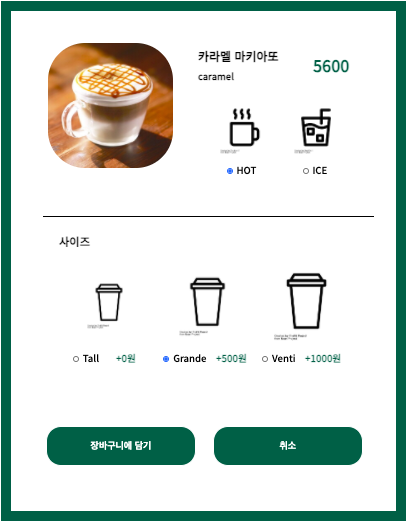 카라멜 마키아또
5600
caramel
HOT
ICE
사이즈
Tall +0원
Grande +500원
Venti +1000원
장바구니에 담기
취소